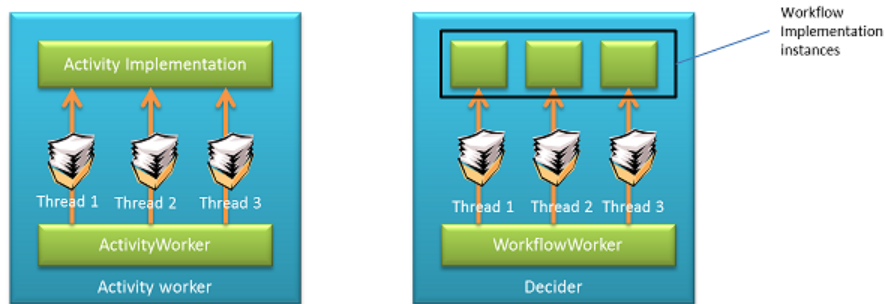 Activity Implementation
Thread 1
Thread 2
Thread 3
ActivityWorker
Activity worker
Workflow
Implementation
instances
Thread 1
Thread 2
Thread 3
WorkflowWorker
Decider